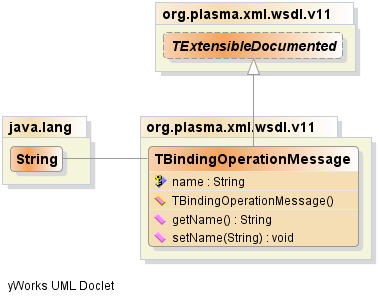 org.plasma.xml.wsdl.v11
TExtensibleDocumented
java.lang
String
org.plasma.xml.wsdl.v11
TBindingOperationMessage
name : String
TBindingOperationMessage()
getName() : String
setName(String) : void
yWorks UML Doclet